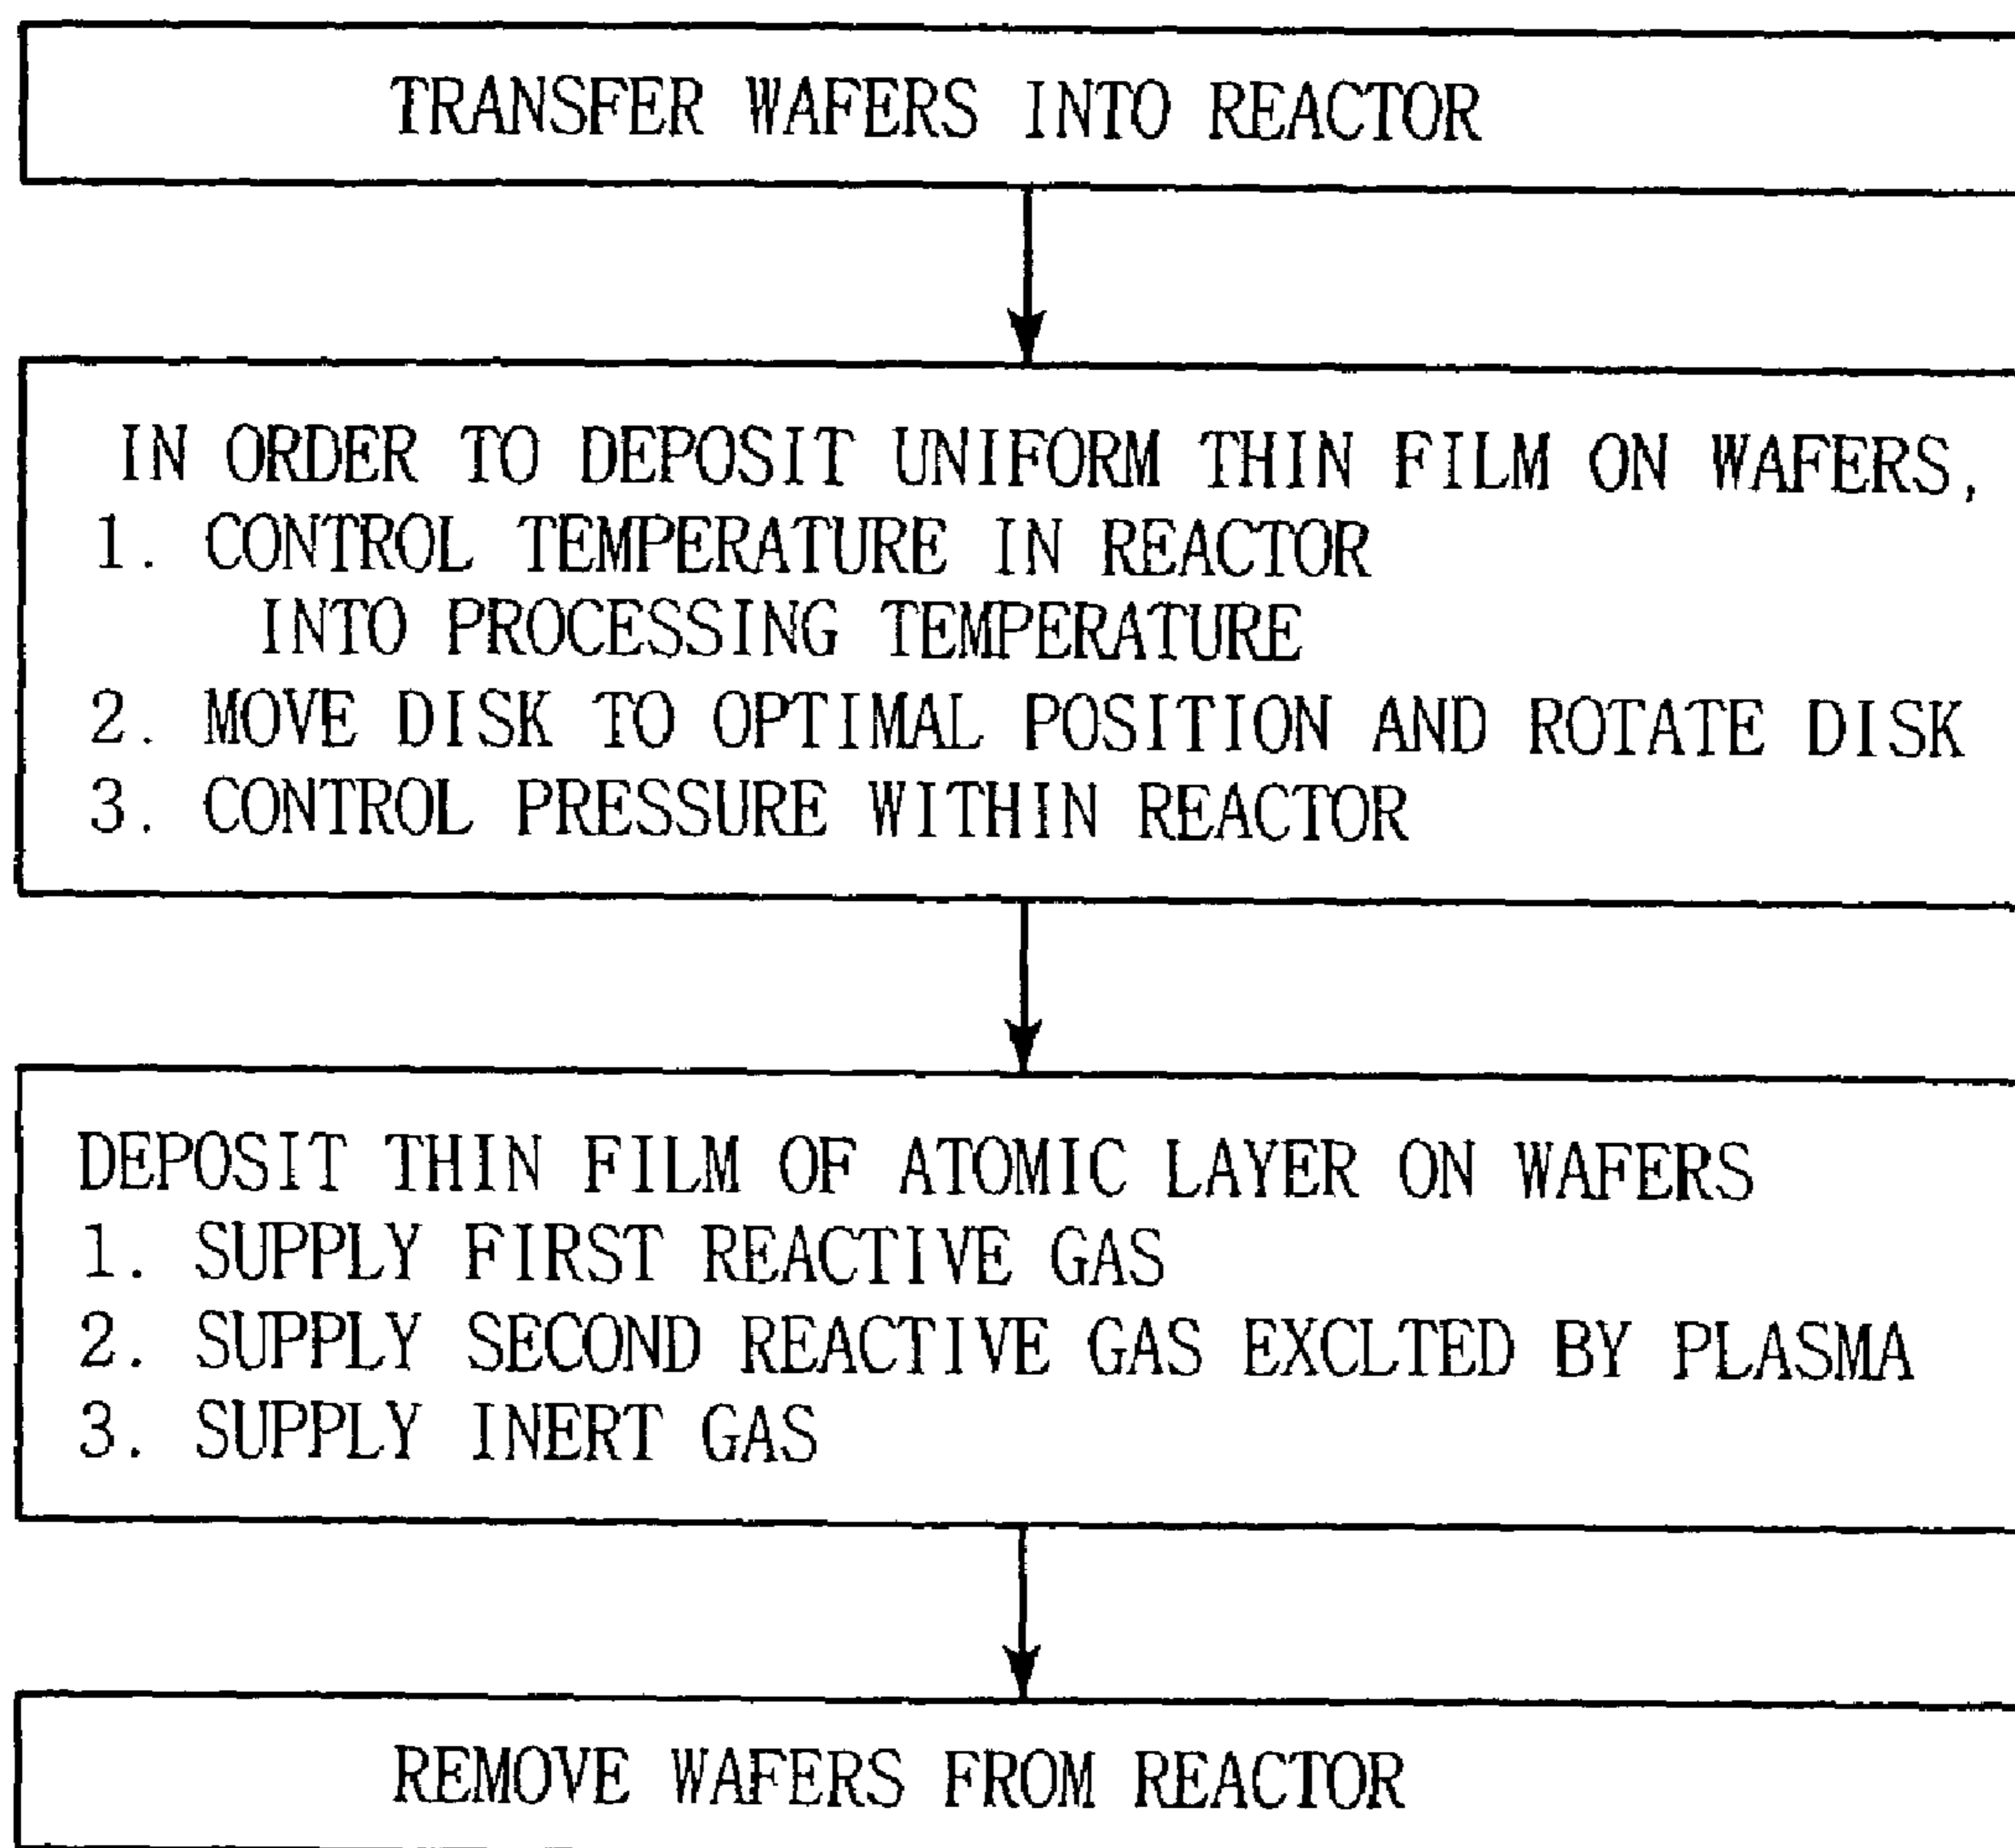 TRANSFER WAFERS INTO REACTOR
IN ORDER TO DEPOSIT UNIFORM THIN FILM ON WAFERS,
1. CONTROL TEMPERATURE IN REACTOR
INTO PROCESSING TEMPERATURE
2. MOVE DISK TO OPTIMAL POSITION AND ROTATE DISK
3. CONTROL PRESSURE WITHIN REACTOR
DEPOSIT THIN FILM OF ATOMIC LAYER ON WAFERS
1. SUPPLY FIRST REACTIVE GAS
2. SUPPLY SECOND REACTIVE GAS EXCLTED BY PLASMA
3. SUPPLY INERT GAS
REMOVE WAFERS FROM REACTOR